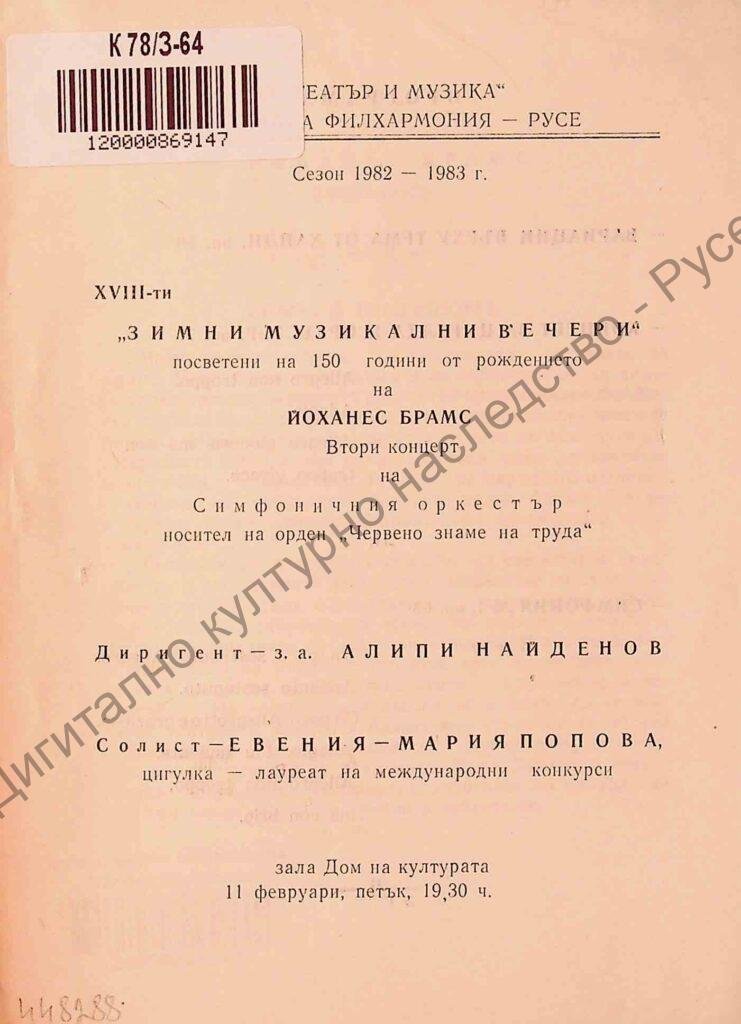 К 78/3-64
120000869147
ЕАТЪР И МУЗИКА“
А ФИЛХАРМОНИЯ — РУСЕ
Сезон 1982 — 1983 г.
XVIII-ти
„ЗИМНИ МУЗИКАЛНИ ВЕЧЕРИ“
посветени на 150 години от рождението
на
ЙОХАНЕС БРАМС
Втори концерт
на
Симфоничния оркестър
носител на орден „Червено знаме на труда“
Диригент — з. а. АЛИПИ НАЙДЕНОВ
Солист — ЕВЕНИЯ — МАРИЯ ПОПОВА,
цигулка — лауреат на международни конкурси
зала Дом на културата
11 февруари, петък, 19,30 ч.
448288
Дигитално културно наследство - Русе